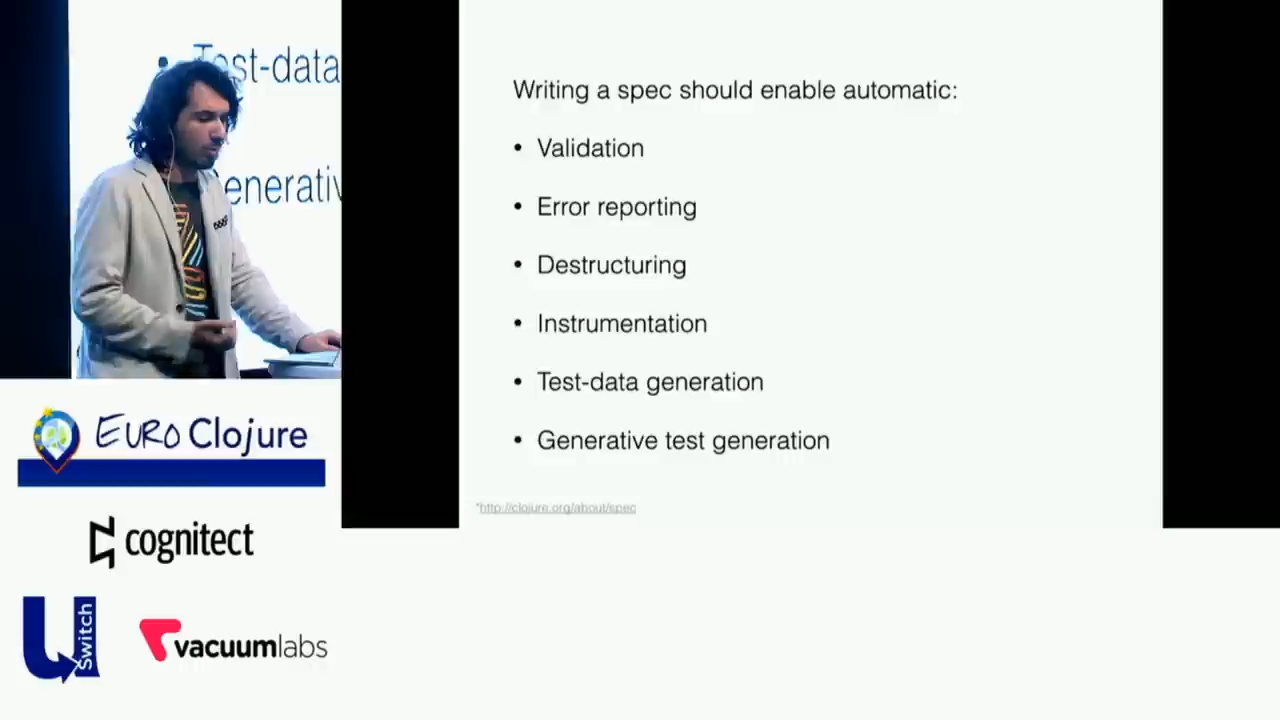 • Test-data
Generativ
Writing a spec should enable automatic:
• Validation
• Error reporting
• Destructuring
• Instrumentation
• Test-data generation
• Generative test generation
*http://clojure.org/about/spec
EURO Clojure
cognitect
uSwitch
vacuumlabs